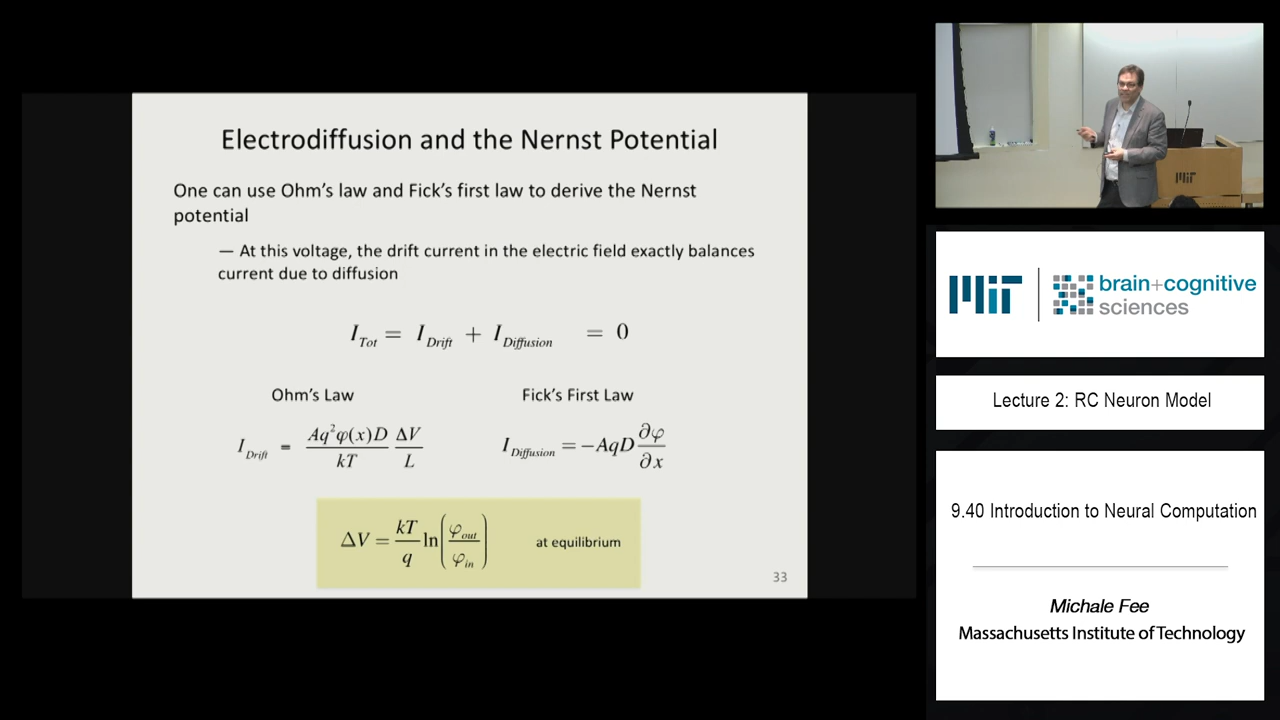 Electrodiffusion and the Nernst Potential
One can use Ohm's law and Fick's first law to derive the Nernst
potential
— At this voltage, the drift current in the electric field exactly balances
current due to diffusion
I_Tot = I_Drift + I_Diffusion = 0
Ohm's Law
Fick's First Law
I_Drift = Aq²φ(x)D/kT ΔV/L
I_Diffusion = −AqD ∂φ/∂x
ΔV = kT/q ln(φ_out/φ_in) at equilibrium
33
MIT
MIT
brain+cognitive
sciences
Lecture 2: RC Neuron Model
9.40 Introduction to Neural Computation
Michale Fee
Massachusetts Institute of Technology